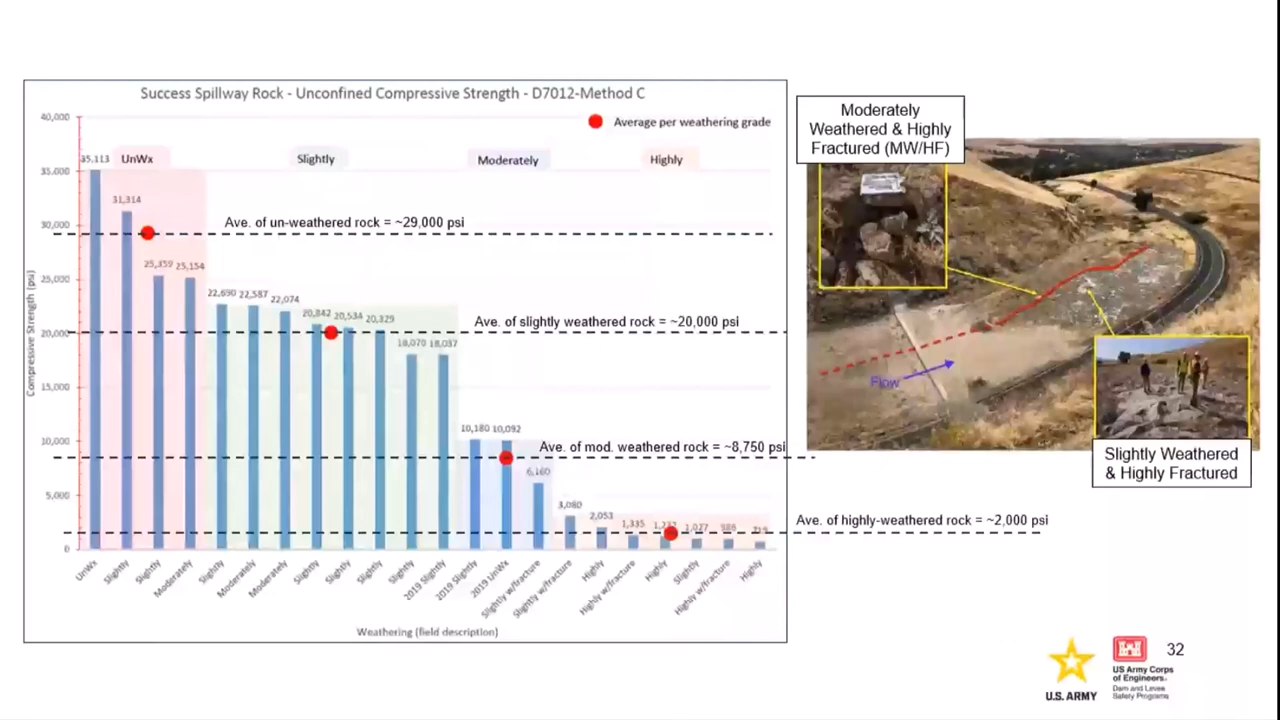 Success Spillway Rock - Unconfined Compressive Strength - D7012-Method C
Average per weathering grade
UnWx
Slightly
Moderately
Highly
Compressive Strength (psi)
40,000
35,000
30,000
25,000
20,000
15,000
10,000
5,000
0
35,113
31,314
25,359
25,154
22,690
22,587
22,074
20,842
20,534
20,329
18,070
18,037
10,180
10,092
6,160
3,080
2,053
1,335
1,027
Ave. of un-weathered rock = ~29,000 psi
Ave. of slightly weathered rock = ~20,000 psi
Ave. of mod. weathered rock = ~8,750 psi
Ave. of highly-weathered rock = ~2,000 psi
UnWx
Slightly
Slightly
Moderately
Slightly
Moderately
Moderately
Slightly
Slightly
Slightly
Slightly
2019 Slightly
2019 Slightly
2019 UnWx
Slightly w/fracture
Slightly w/fracture
Highly
Highly w/fracture
Highly
Slightly
Highly w/fracture
Highly
Weathering (field description)
Moderately
Weathered & Highly
Fractured (MW/HF)
Flow
Slightly Weathered
& Highly Fractured
U.S. ARMY
US Army Corps
of Engineers®
Dam and Levee
Safety Programs
32